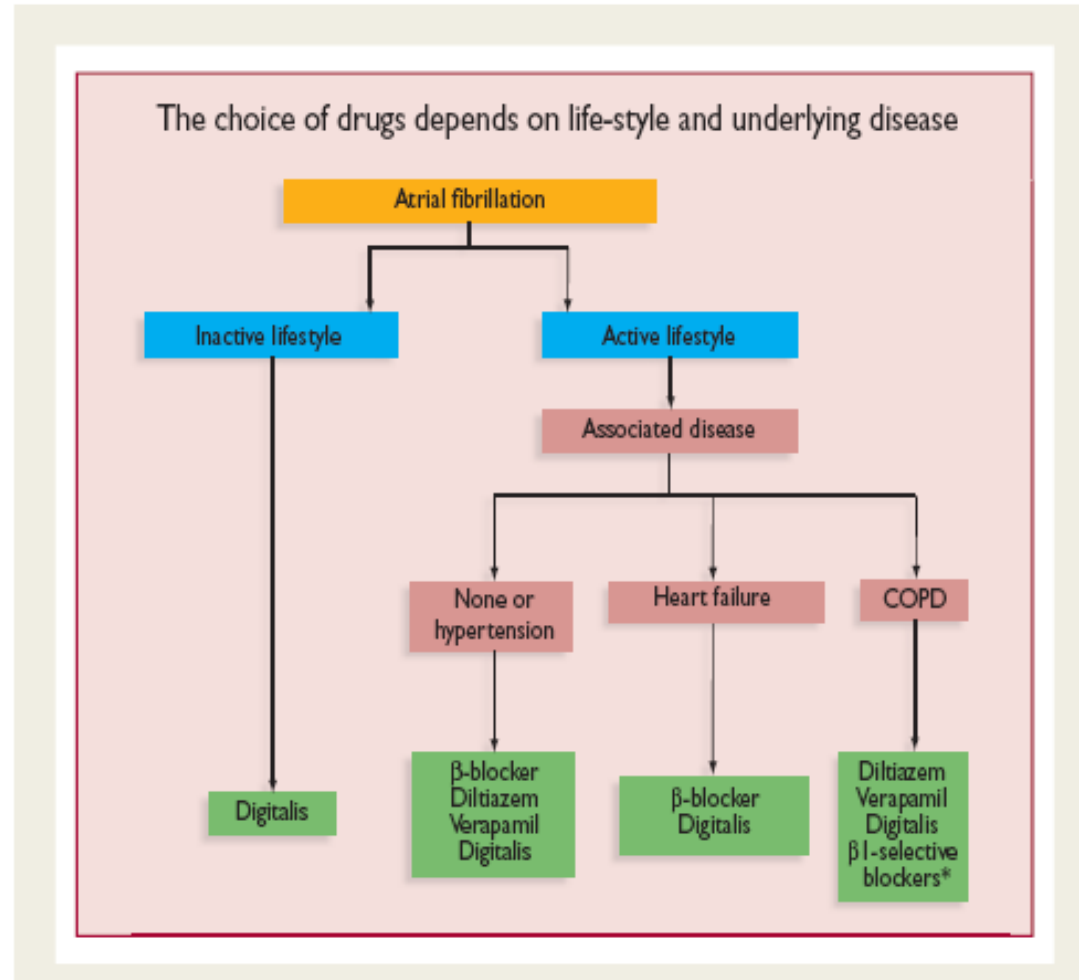 The choice of drugs depends on life-style and underlying disease
Atrial fibrillation
Inactive lifestyle
Active lifestyle
Associated disease
None or
hypertension
Heart failure
COPD
Digitalis
β-blocker
Diltiazem
Verapamil
Digitalis
β-blocker
Digitalis
Diltiazem
Verapamil
Digitalis
β1-selective
blockers*